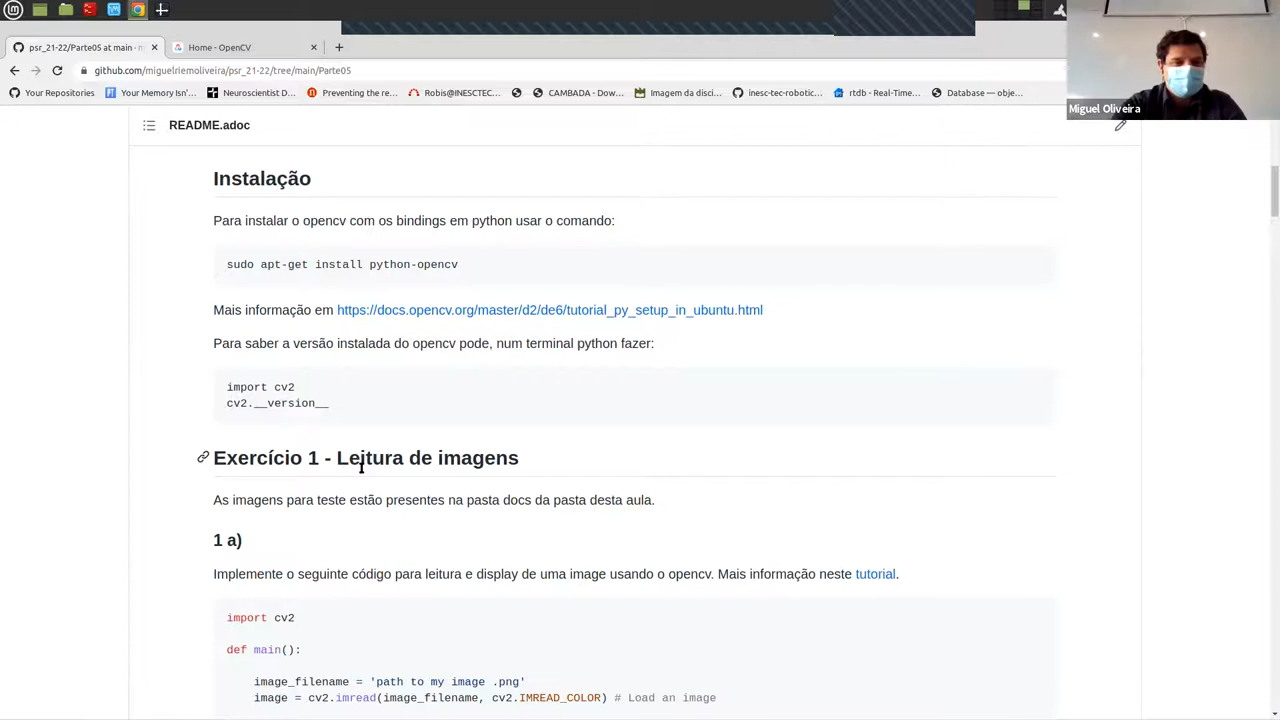 psr_21-22/Parte05 at main · m
Home - OpenCV
github.com/miguelriemoliveira/psr_21-22/tree/main/Parte05
Your Repositories
Your Memory Isn'...
Neuroscientist D...
Preventing the re...
Robis@INESCTEC...
CAMBADA - Dow...
Imagem da disci...
inesc-tec-robotic...
rtdb - Real-Time...
Database — obje...
Miguel Oliveira
README.adoc
Instalação
Para instalar o opencv com os bindings em python usar o comando:
sudo apt-get install python-opencv
Mais informação em https://docs.opencv.org/master/d2/de6/tutorial_py_setup_in_ubuntu.html
Para saber a versão instalada do opencv pode, num terminal python fazer:
import cv2
cv2.__version__
Exercício 1 - Leitura de imagens
As imagens para teste estão presentes na pasta docs da pasta desta aula.
1 a)
Implemente o seguinte código para leitura e display de uma image usando o opencv. Mais informação neste tutorial.
import cv2
def main():
image_filename = 'path to my image .png'
image = cv2.imread(image_filename, cv2.IMREAD_COLOR) # Load an image